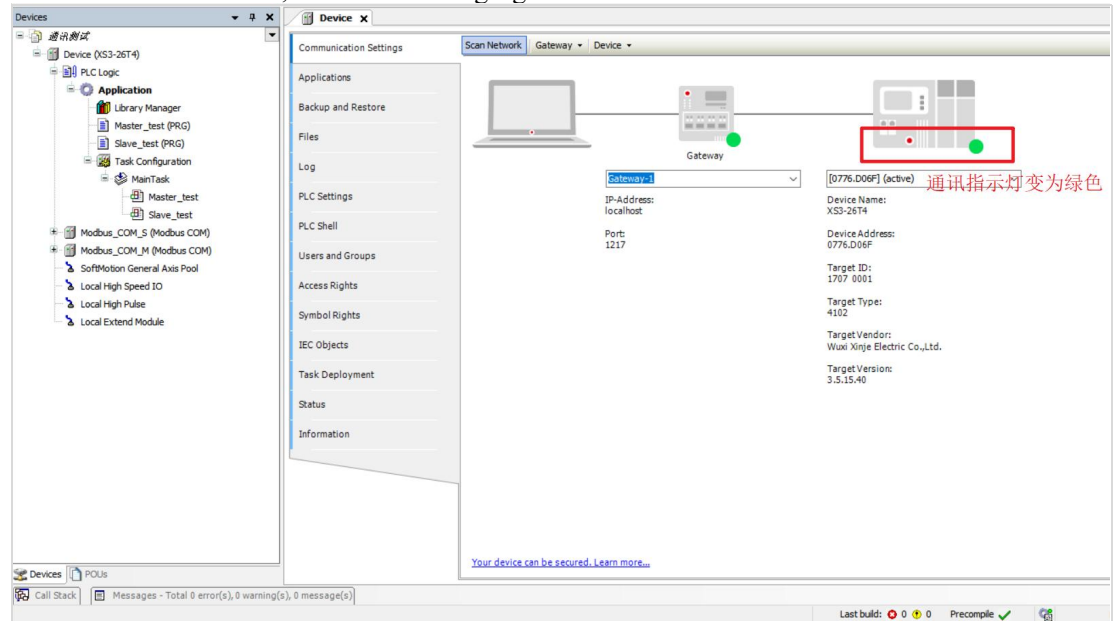 Devices
通讯测试
Device (XS3-26T4)
PLC Logic
Application
Library Manager
Master_test (PRG)
Slave_test (PRG)
Task Configuration
MainTask
Master_test
Slave_test
Modbus_COM_S (Modbus COM)
Modbus_COM_M (Modbus COM)
SoftMotion General Axis Pool
Local High Speed IO
Local High Pulse
Local Extend Module
Devices
POUs
Device
Communication Settings
Applications
Backup and Restore
Files
Log
PLC Settings
PLC Shell
Users and Groups
Access Rights
Symbol Rights
IEC Objects
Task Deployment
Status
Information
Scan Network
Gateway
Device
Gateway
Gateway-1
IP-Address:
localhost
Port:
1217
[0776.D06F] (active)
通讯指示灯变为绿色
Device Name:
XS3-26T4
Device Address:
0776.D06F
Target ID:
1707 0001
Target Type:
4102
Target Vendor:
Wuxi Xinje Electric Co.,Ltd.
Target Version:
3.5.15.40
Your device can be secured. Learn more...
Call Stack
Messages - Total 0 error(s), 0 warning(s), 0 message(s)
Last build: 0 0 Precompile